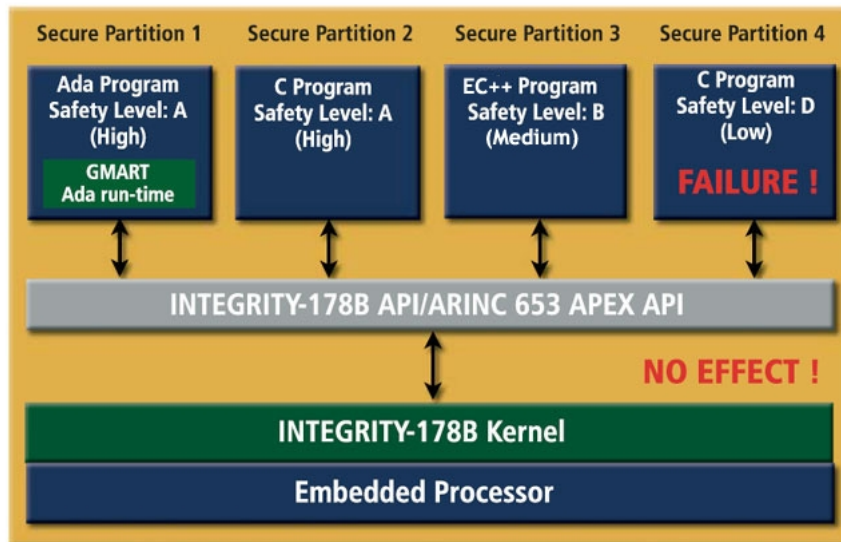 Secure Partition 1
Secure Partition 2
Secure Partition 3
Secure Partition 4
Ada Program
Safety Level: A
(High)
GMART
Ada run-time
C Program
Safety Level: A
(High)
EC++ Program
Safety Level: B
(Medium)
C Program
Safety Level: D
(Low)
FAILURE !
INTEGRITY-178B API/ARINC 653 APEX API
NO EFFECT !
INTEGRITY-178B Kernel
Embedded Processor